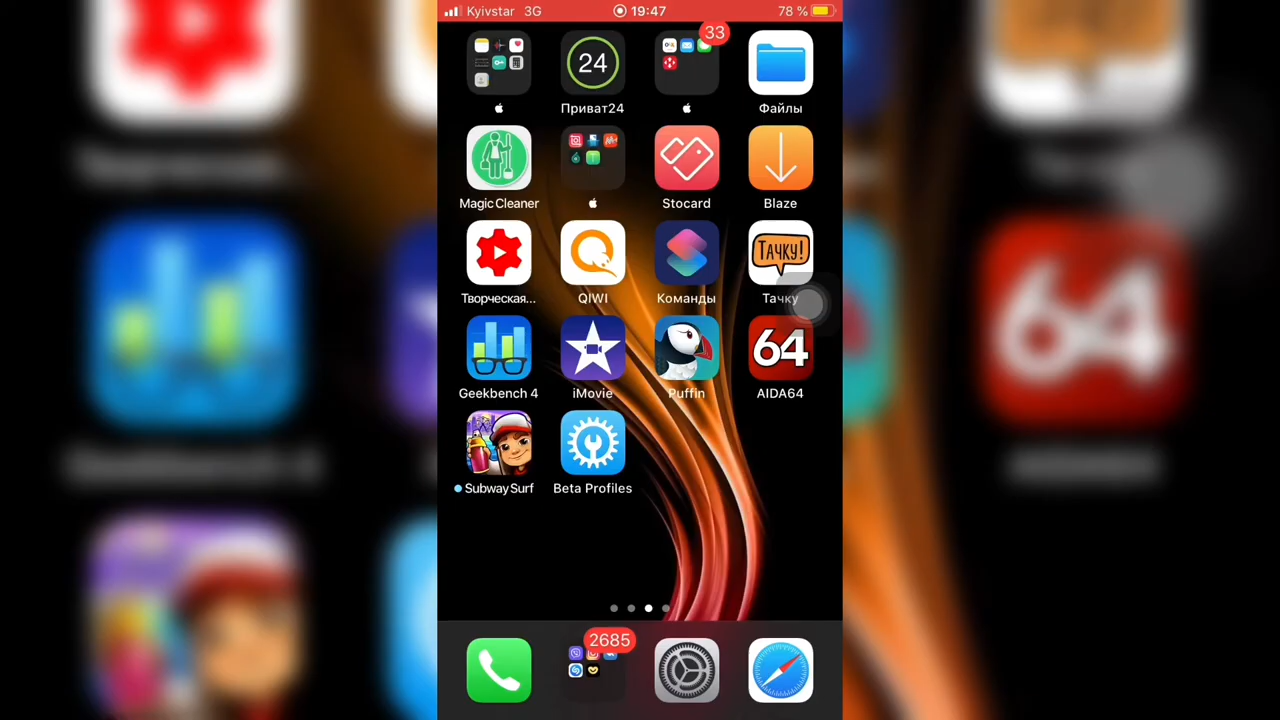 Kyivstar 3G 19:47 78 %
33
24
Приват24
Файлы
Magic Cleaner
Stocard
Blaze
ТАЧКУ!
Творческая...
QIWI
Команды
Тачку
64
Geekbench 4
iMovie
Puffin
AIDA64
Subway Surf
Beta Profiles
2685